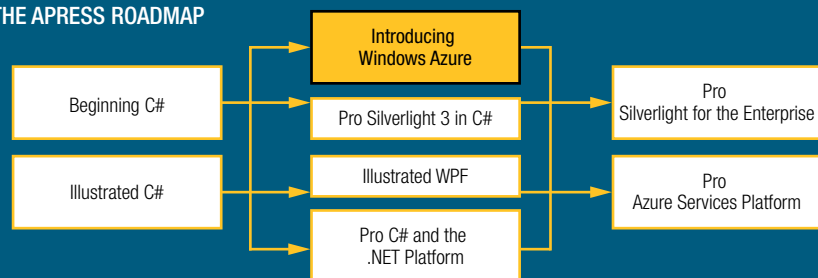 THE APRESS ROADMAP
Introducing
Windows Azure
Beginning C#
Pro Silverlight 3 in C#
Pro
Silverlight for the Enterprise
Illustrated C#
Illustrated WPF
Pro
Azure Services Platform
Pro C# and the
.NET Platform